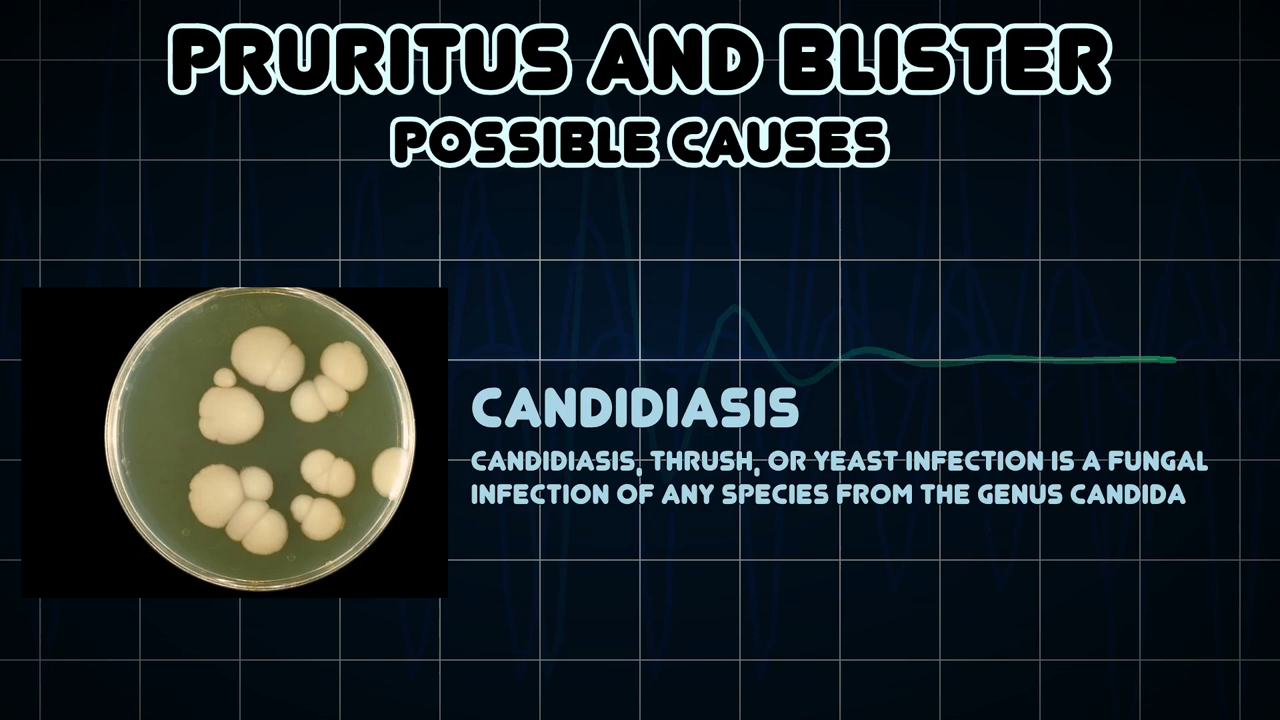 PRURITUS AND BLISTER
POSSIBLE CAUSES
CANDIDIASIS
CANDIDIASIS, THRUSH, OR YEAST INFECTION IS A FUNGAL
INFECTION OF ANY SPECIES FROM THE GENUS CANDIDA